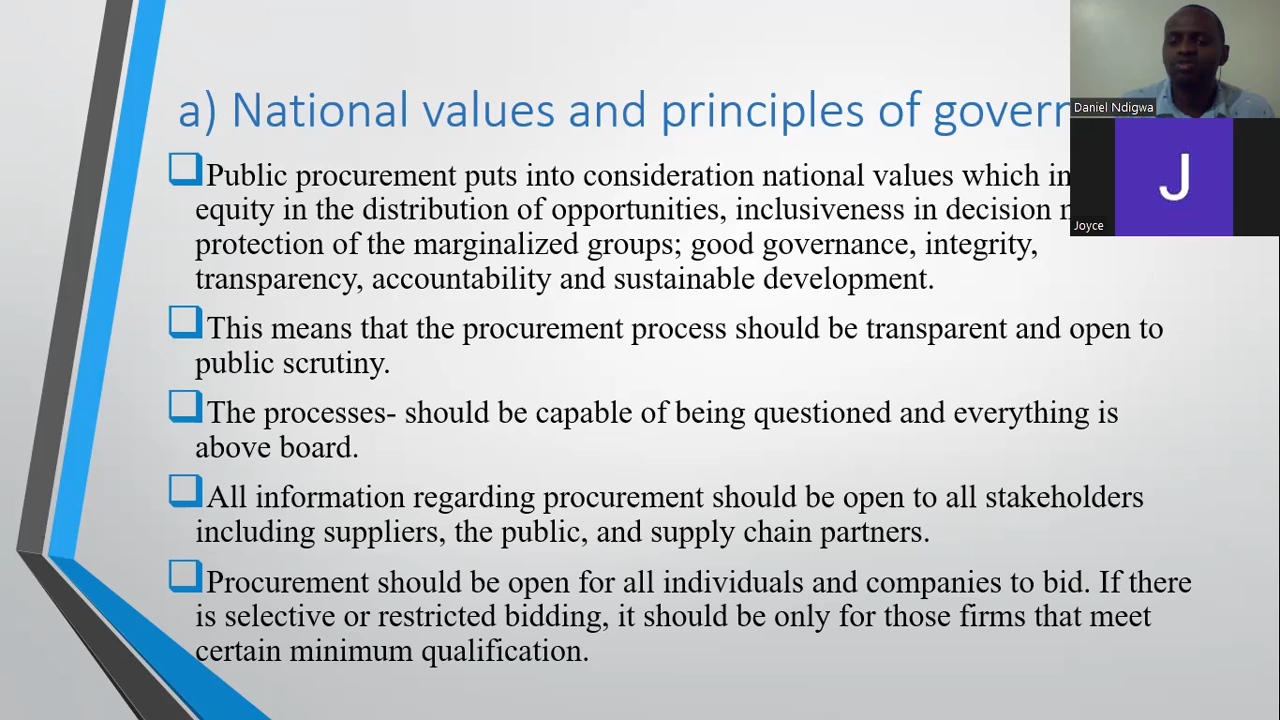 a) National values and principles of govern
Public procurement puts into consideration national values which in
equity in the distribution of opportunities, inclusiveness in decision
protection of the marginalized groups; good governance, integrity,
transparency, accountability and sustainable development.
This means that the procurement process should be transparent and open to
public scrutiny.
The processes- should be capable of being questioned and everything is
above board.
All information regarding procurement should be open to all stakeholders
including suppliers, the public, and supply chain partners.
Procurement should be open for all individuals and companies to bid. If there
is selective or restricted bidding, it should be only for those firms that meet
certain minimum qualification.
Daniel Ndigwa
J
Joyce